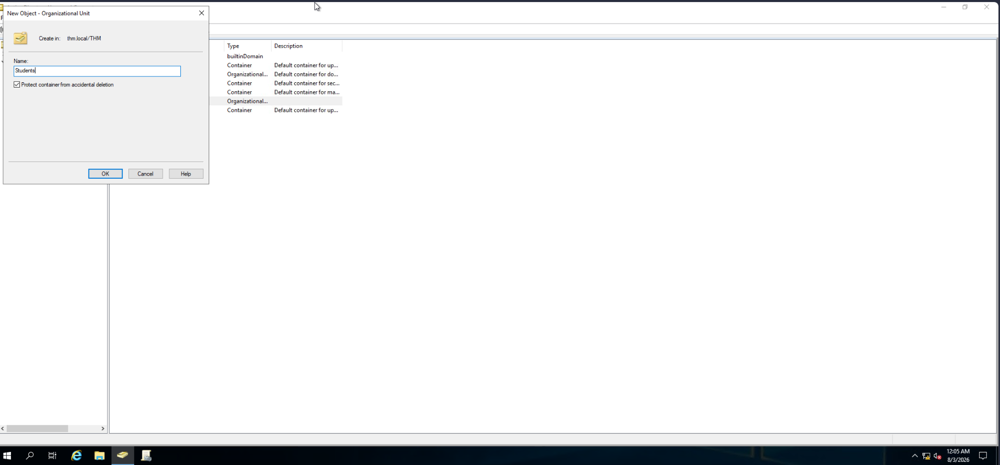 New Object - Organizational Unit
Create in: thm.local/THM
Name:
Students
Protect container from accidental deletion
OK Cancel Help
Type Description
builtinDomain
Container Default container for up...
Organizational... Default container for do...
Container Default container for sec...
Container Default container for ma...
Organizational...
Container Default container for up...
12:05 AM
8/3/2026